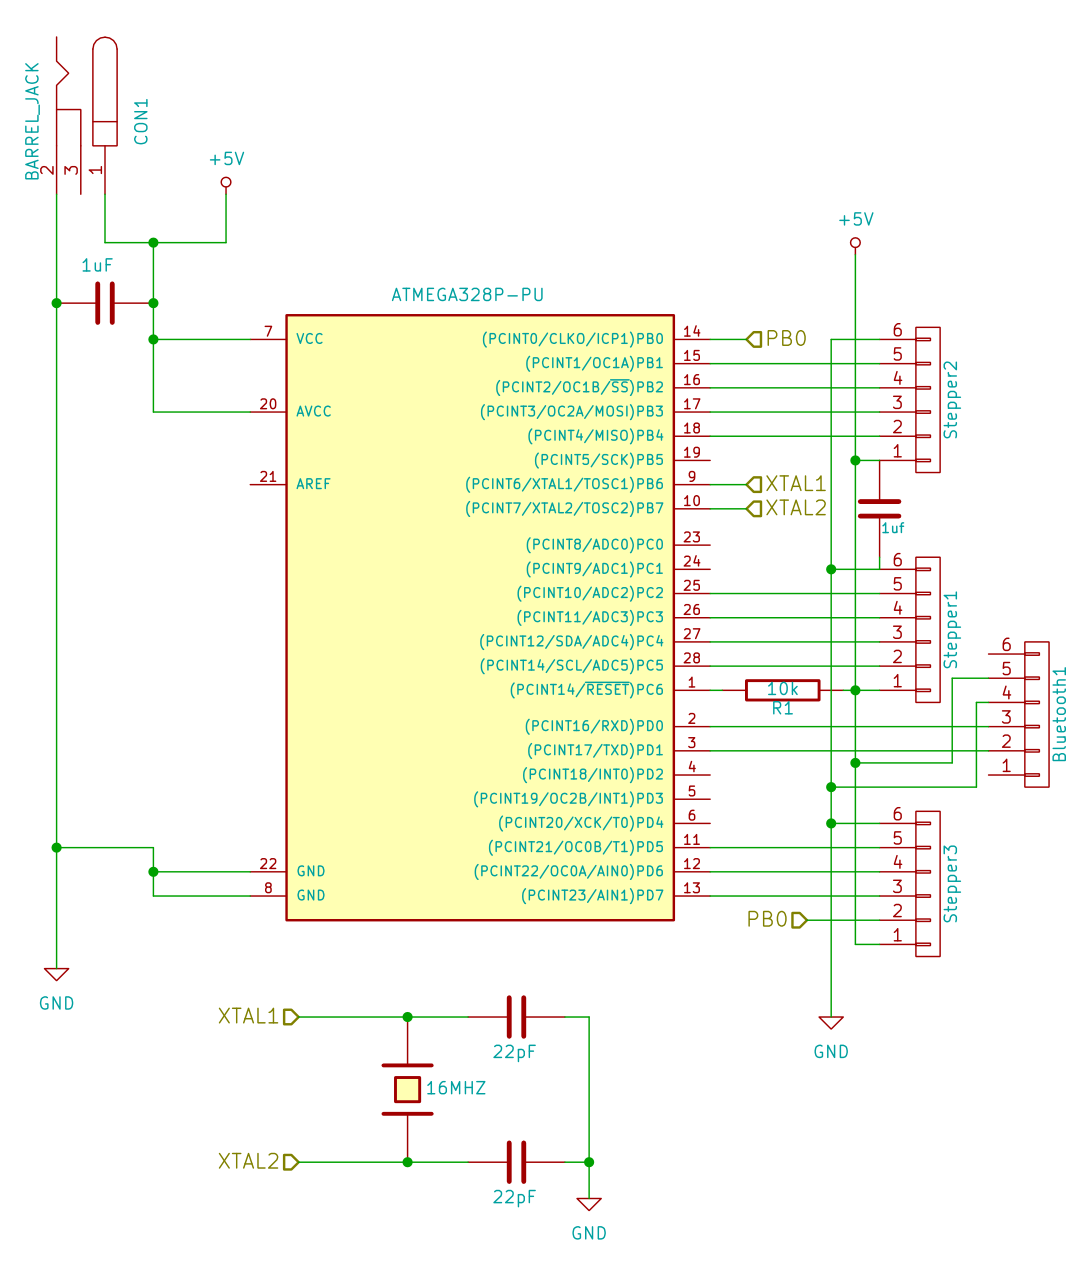 BARREL_JACK
2
3
1
CON1
+5V
1uF
+5V
ATMEGA328P-PU
7 VCC
20 AVCC
21 AREF
22 GND
8 GND
(PCINT0/CLKO/ICP1)PB0 14 PB0
(PCINT1/OC1A)PB1 15
(PCINT2/OC1B/SS)PB2 16
(PCINT3/OC2A/MOSI)PB3 17
(PCINT4/MISO)PB4 18
(PCINT5/SCK)PB5 19
(PCINT6/XTAL1/TOSC1)PB6 9 XTAL1
(PCINT7/XTAL2/TOSC2)PB7 10 XTAL2
(PCINT8/ADC0)PC0 23
(PCINT9/ADC1)PC1 24
(PCINT10/ADC2)PC2 25
(PCINT11/ADC3)PC3 26
(PCINT12/SDA/ADC4)PC4 27
(PCINT14/SCL/ADC5)PC5 28
(PCINT14/RESET)PC6 1
10k
R1
(PCINT16/RXD)PD0 2
(PCINT17/TXD)PD1 3
(PCINT18/INT0)PD2 4
(PCINT19/OC2B/INT1)PD3 5
(PCINT20/XCK/T0)PD4 6
(PCINT21/OC0B/T1)PD5 11
(PCINT22/OC0A/AIN0)PD6 12
(PCINT23/AIN1)PD7 13
6
5
4
3
2
1
Stepper2
1uf
6
5
4
3
2
1
Stepper1
6
5
4
3
2
1
Bluetooth1
6
5
4
3
2
1
Stepper3
PB0
GND
GND
XTAL1
22pF
16MHZ
XTAL2
22pF
GND